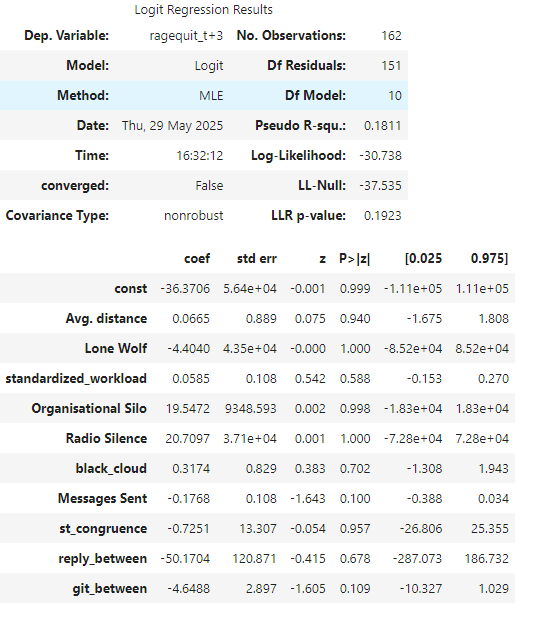 Logit Regression Results
Dep. Variable: ragequit_t+3 No. Observations: 162
Model: Logit Df Residuals: 151
Method: MLE Df Model: 10
Date: Thu, 29 May 2025 Pseudo R-squ.: 0.1811
Time: 16:32:12 Log-Likelihood: -30.738
converged: False LL-Null: -37.535
Covariance Type: nonrobust LLR p-value: 0.1923
coef std err z P>|z| [0.025 0.975]
const -36.3706 5.64e+04 -0.001 0.999 -1.11e+05 1.11e+05
Avg. distance 0.0665 0.889 0.075 0.940 -1.675 1.808
Lone Wolf -4.4040 4.35e+04 -0.000 1.000 -8.52e+04 8.52e+04
standardized_workload 0.0585 0.108 0.542 0.588 -0.153 0.270
Organisational Silo 19.5472 9348.593 0.002 0.998 -1.83e+04 1.83e+04
Radio Silence 20.7097 3.71e+04 0.001 1.000 -7.28e+04 7.28e+04
black_cloud 0.3174 0.829 0.383 0.702 -1.308 1.943
Messages Sent -0.1768 0.108 -1.643 0.100 -0.388 0.034
st_congruence -0.7251 13.307 -0.054 0.957 -26.806 25.355
reply_between -50.1704 120.871 -0.415 0.678 -287.073 186.732
git_between -4.6488 2.897 -1.605 0.109 -10.327 1.029